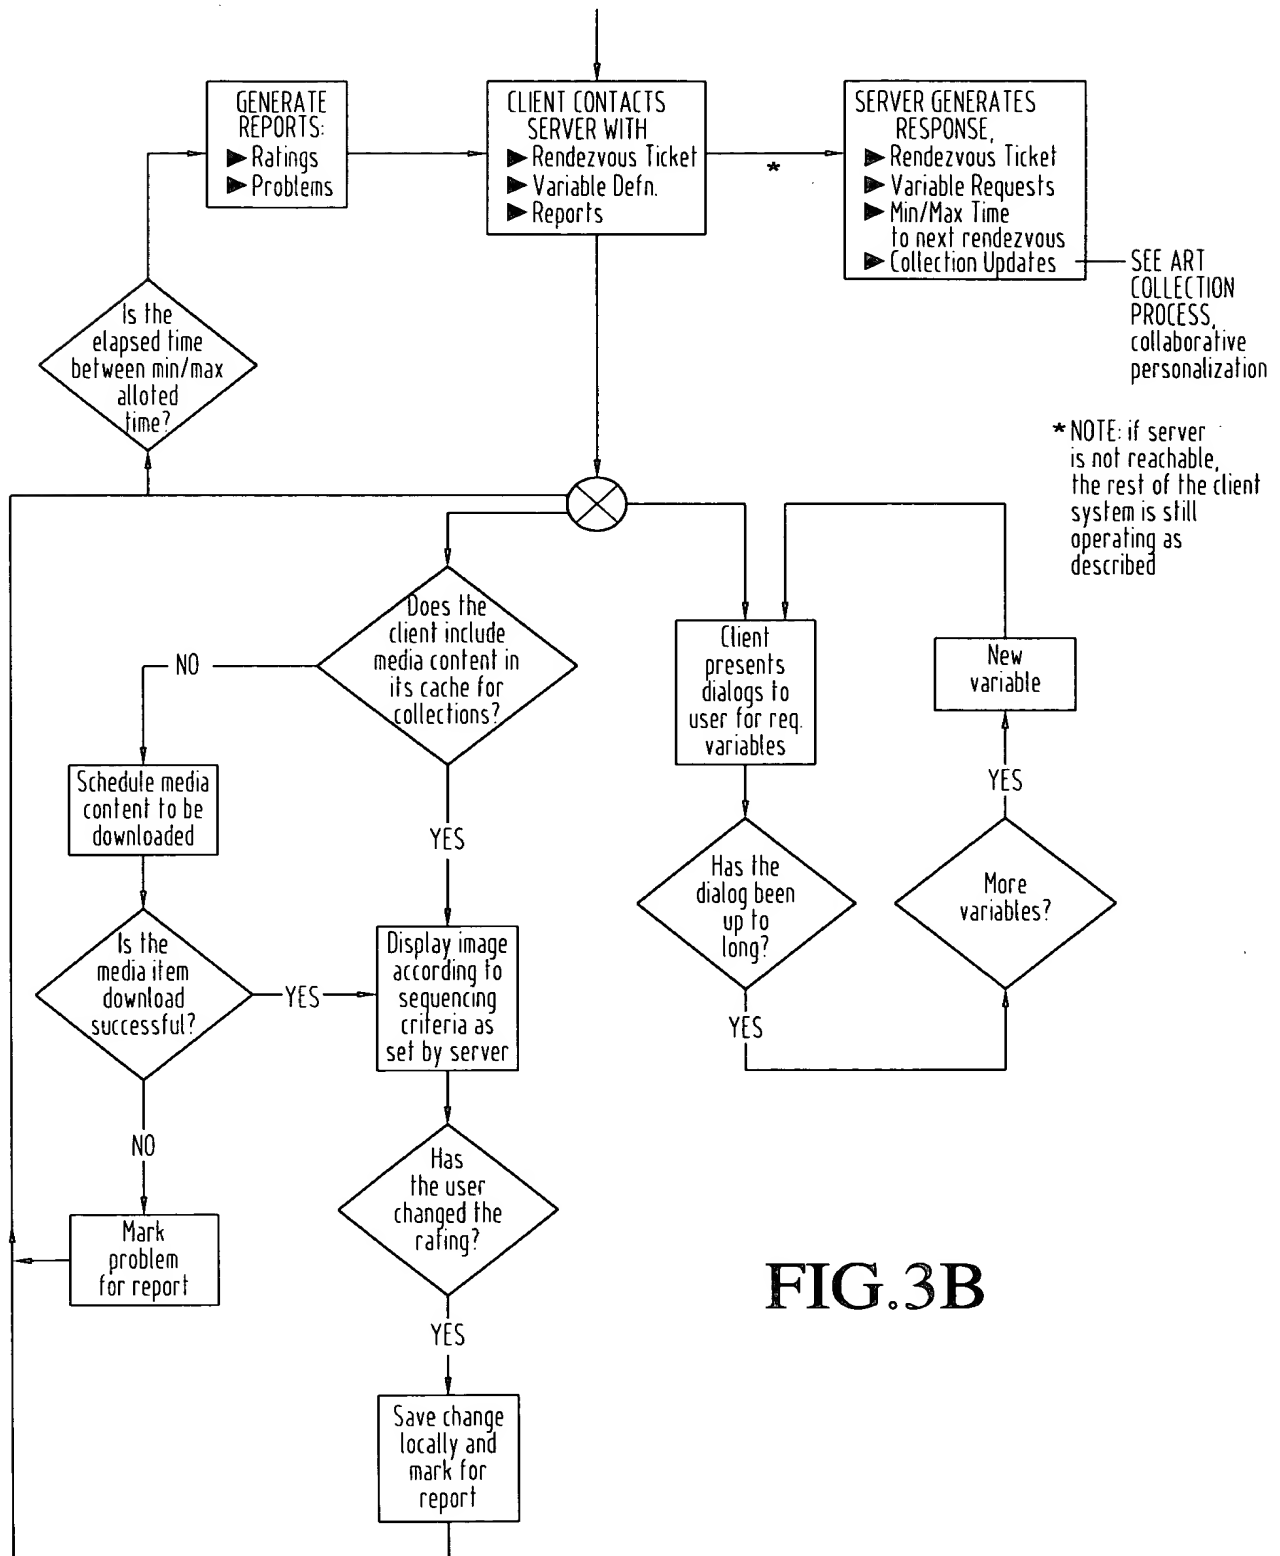 GENERATE
REPORTS:
▶ Ratings
▶ Problems
CLIENT CONTACTS
SERVER WITH
▶ Rendezvous Ticket
▶ Variable Defn.
▶ Reports
*
SERVER GENERATES
RESPONSE,
▶ Rendezvous Ticket
▶ Variable Requests
▶ Min/Max Time
to next rendezvous
▶ Collection Updates
SEE ART
COLLECTION
PROCESS,
collaborative
personalization
* NOTE: if server
is not reachable,
the rest of the client
system is still
operating as
described
Is the
elapsed time
between min/max
alloted
time?
Does the
client include
media content in
its cache for
collections?
NO
YES
Schedule media
content to be
downloaded
Is the
media item
download
successful?
YES
NO
Mark
problem
for report
Display image
according to
sequencing
criteria as
set by server
Has
the user
changed the
rating?
YES
Save change
locally and
mark for
report
Client
presents
dialogs to
user for req.
variables
Has the
dialog been
up to
long?
YES
More
variables?
YES
New
variable
FIG.3B